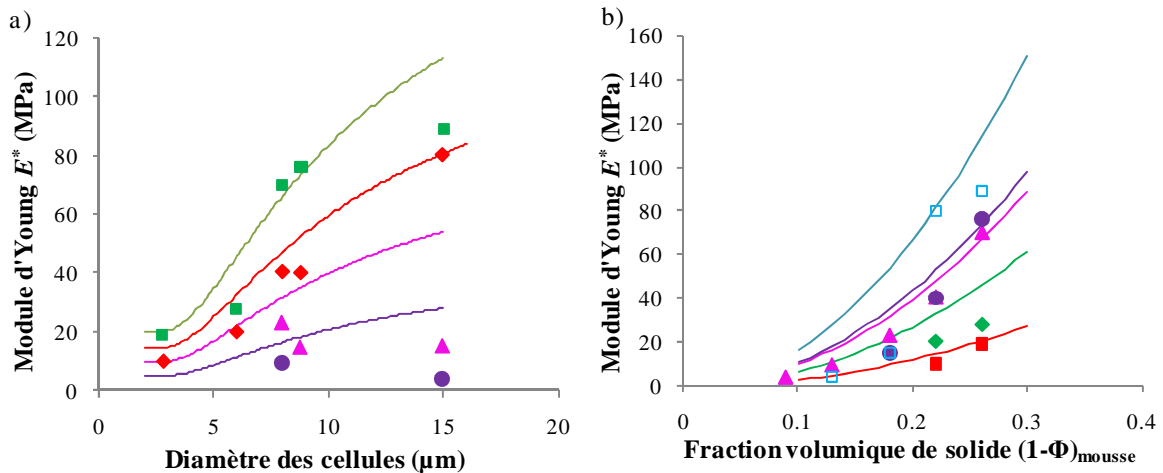 a)
Module d'Young E* (MPa)
120
100
80
60
40
20
0
0 5 10 15 20
Diamètre des cellules (µm)
b)
Module d'Young E* (MPa)
160
140
120
100
80
60
40
20
0
0 0.1 0.2 0.3 0.4
Fraction volumique de solide (1-Φ)mousse